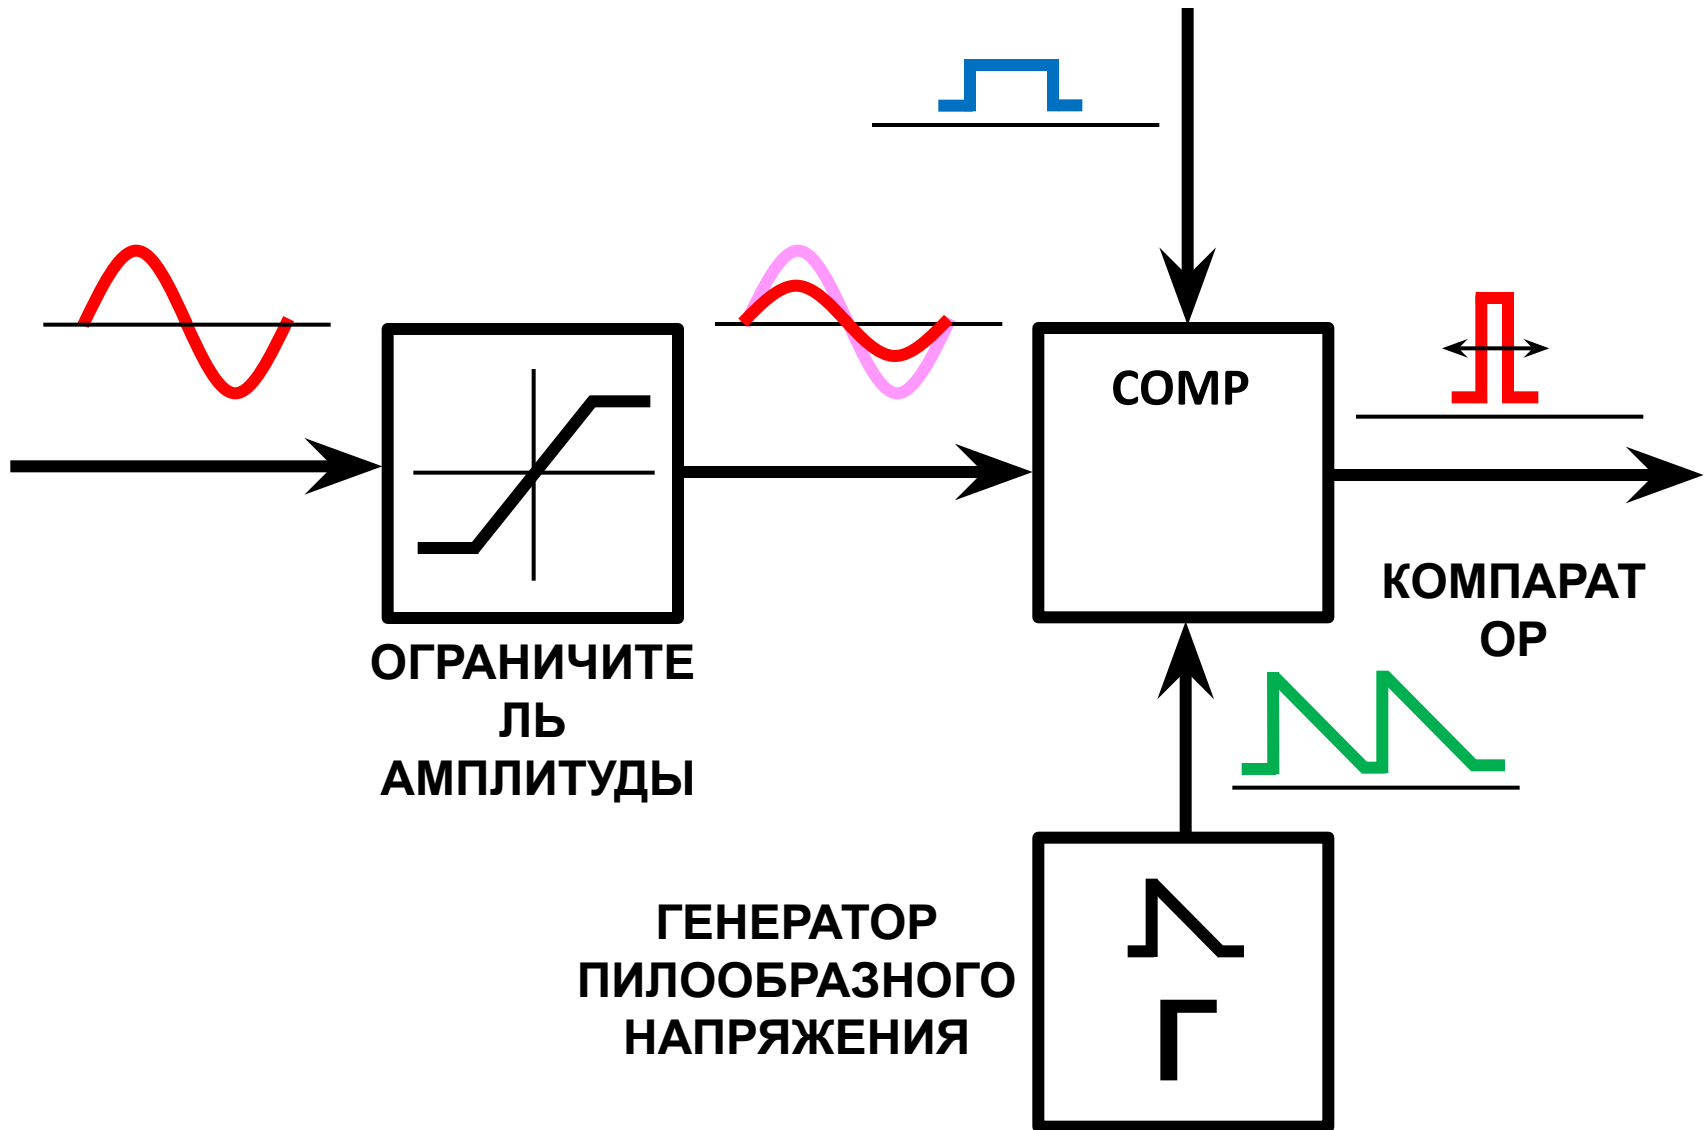 COMP
КОМПАРАТ
ОР
ОГРАНИЧИТЕ
ЛЬ
АМПЛИТУДЫ
ГЕНЕРАТОР
ПИЛООБРАЗНОГО
НАПРЯЖЕНИЯ
Г